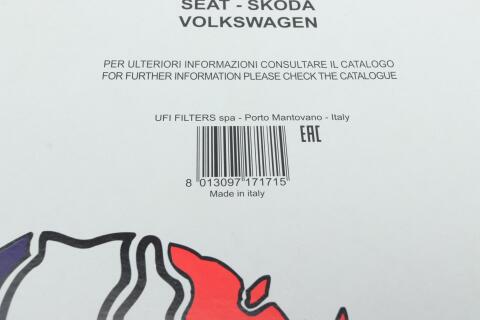 SEAT - SKODA
VOLKSWAGEN
PER ULTERIORI INFORMAZIONI CONSULTARE IL CATALOGO
FOR FURTHER INFORMATION PLEASE CHECK THE CATALOGUE
UFI FILTERS spa - Porto Mantovano - Italy
EAC
8 013097 171715
Made in italy